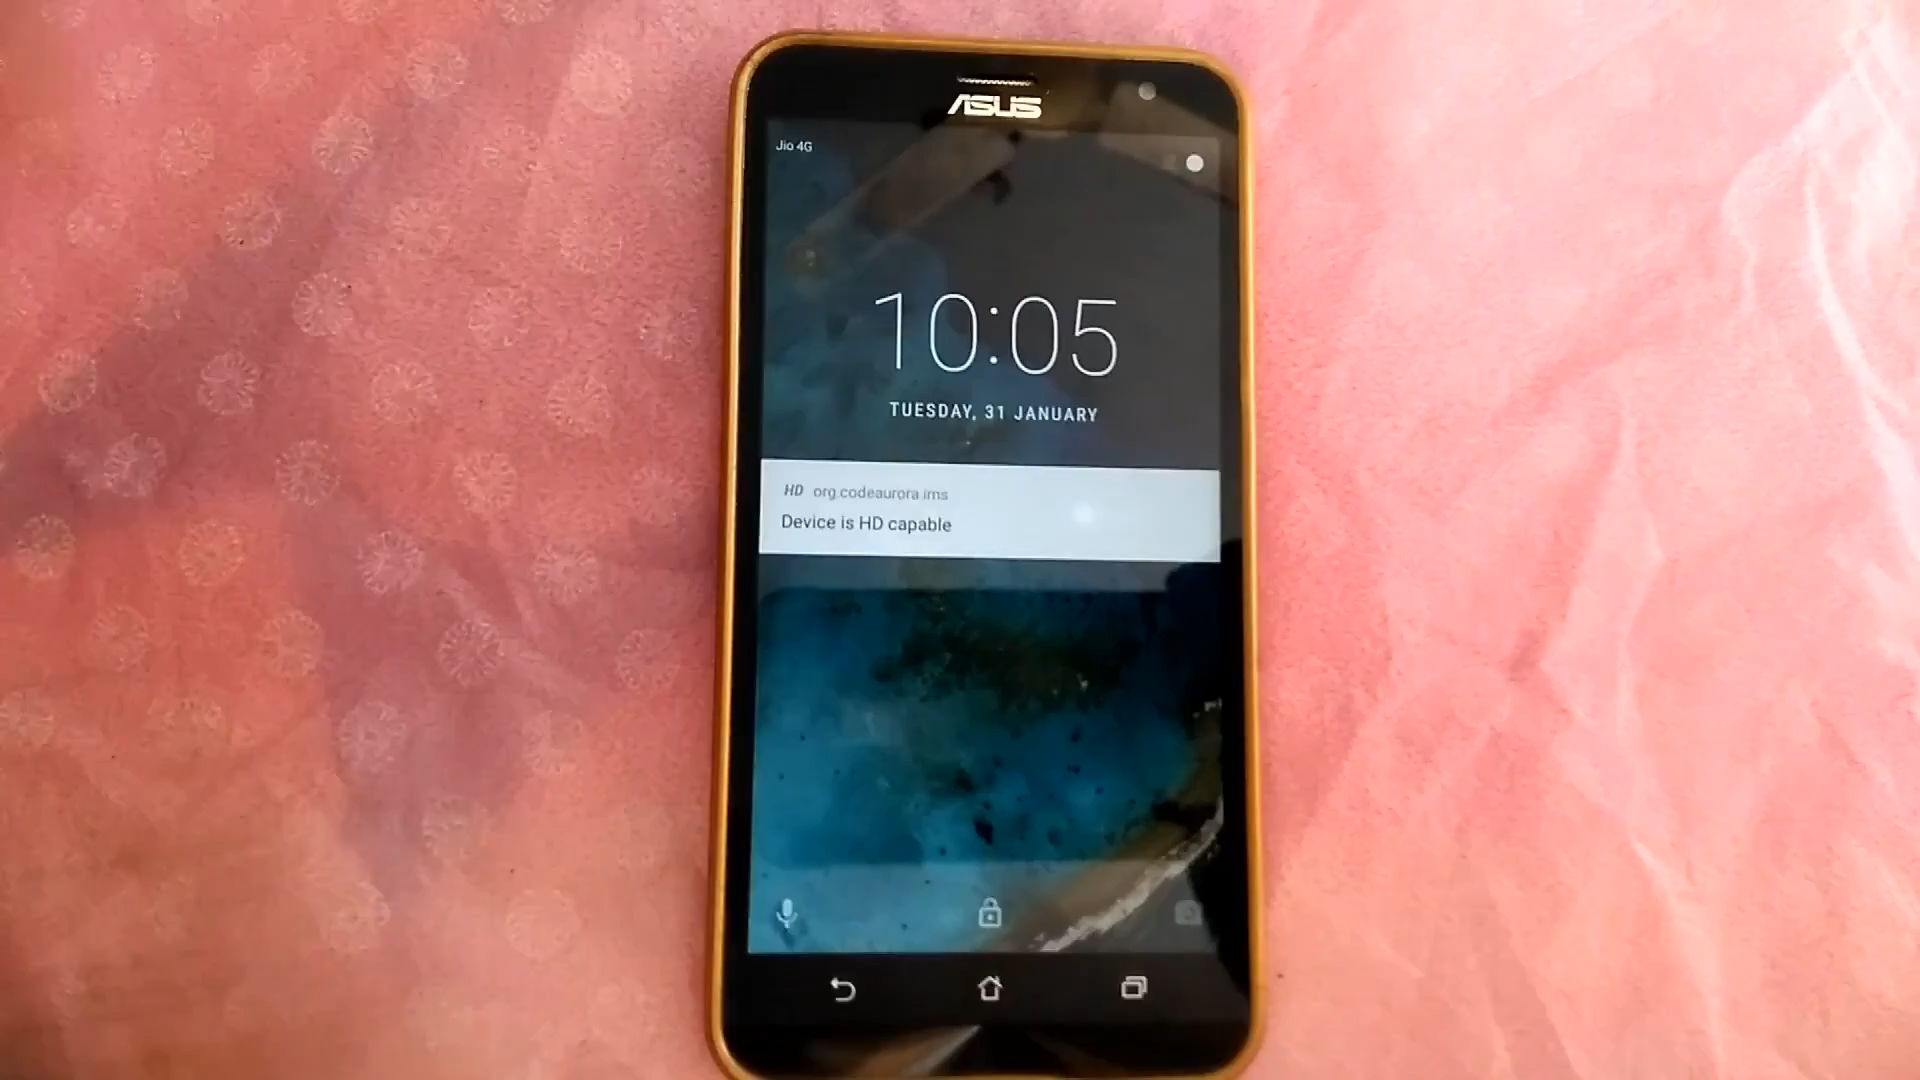 ASUS
Jio 4G
10:05
TUESDAY, 31 JANUARY
HD org.codeaurora.ims
Device is HD capable